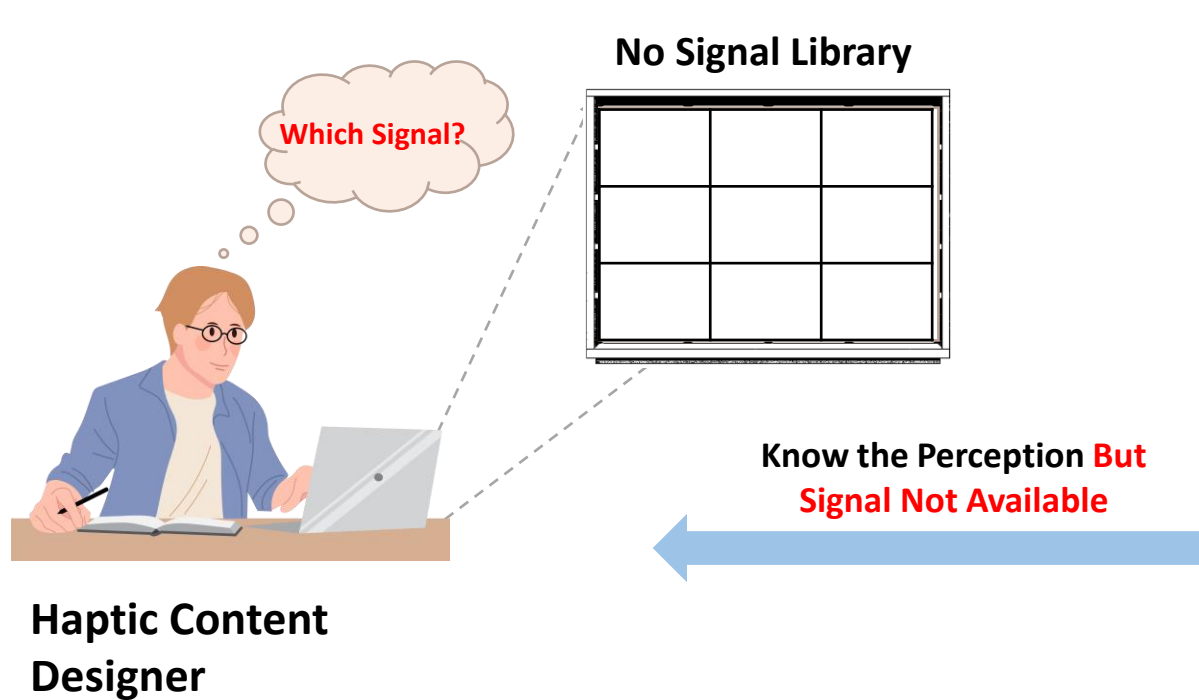 No Signal Library
Which Signal?
Know the Perception But
Signal Not Available
Haptic Content
Designer